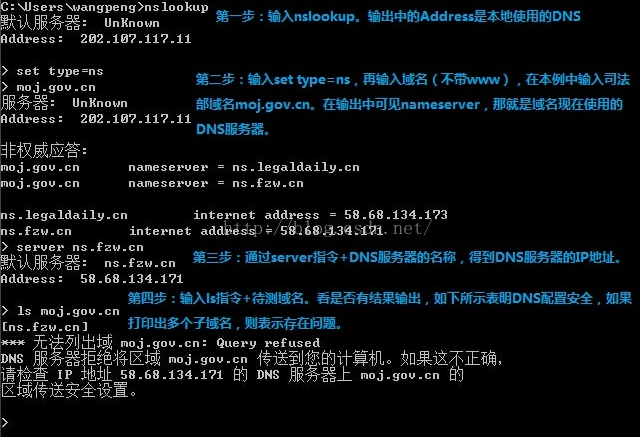 C:\Users\wangpeng>nslookup
默认服务器: UnKnown
Address: 202.107.117.11
第一步：输入nslookup。输出中的Address是本地使用的DNS
> set type=ns
> moj.gov.cn
服务器: UnKnown
Address: 202.107.117.11
第二步：输入set type=ns，再输入域名（不带www），在本例中输入司法
部域名moj.gov.cn。在输出中可见nameserver，那就是域名现在使用的
DNS服务器。
非权威应答:
moj.gov.cn nameserver = ns.legaldaily.cn
moj.gov.cn nameserver = ns.fzw.cn
ns.legaldaily.cn internet address = 58.68.134.173
ns.fzw.cn internet address = 58.68.134.171
http://blog.csdn.net/
> server ns.fzw.cn
默认服务器: ns.fzw.cn
Address: 58.68.134.171
第三步：通过server指令+DNS服务器的名称，得到DNS服务器的IP地址。
> ls moj.gov.cn
[ns.fzw.cn]
第四步：输入ls指令+待测域名。看是否有结果输出，如下所示表明DNS配置安全，如果
打印出多个子域名，则表示存在问题。
*** 无法列出域 moj.gov.cn: Query refused
DNS 服务器拒绝将区域 moj.gov.cn 传送到您的计算机。如果这不正确，
请检查 IP 地址 58.68.134.171 的 DNS 服务器上 moj.gov.cn 的
区域传送安全设置。
>